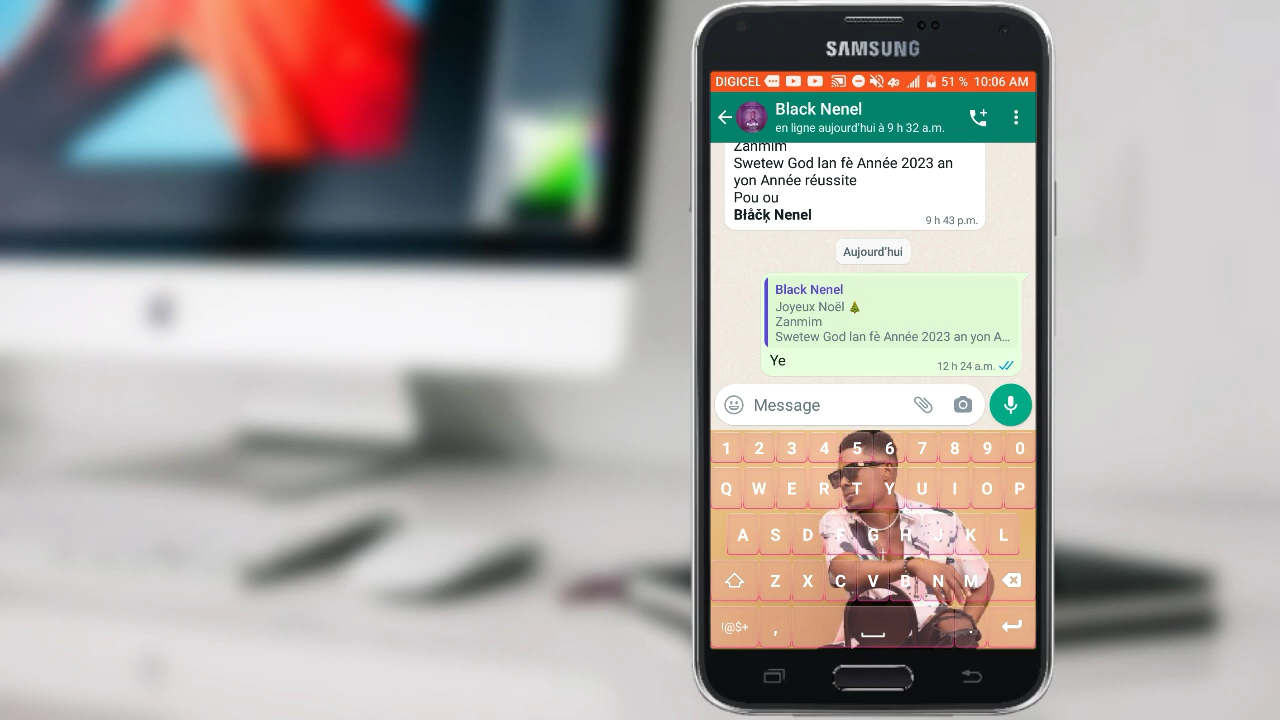 SAMSUNG
DIGICEL 4G 51 % 10:06 AM
Black Nenel
en ligne aujourd'hui à 9 h 32 a.m.
Zanmim
Swetew God lan fè Année 2023 an
yon Année réussite
Pou ou
Błåčķ Nenel
9 h 43 p.m.
Aujourd'hui
Black Nenel
Joyeux Noël 🎄
Zanmim
Swetew God lan fè Année 2023 an yon A...
Ye
12 h 24 a.m.
Message
1 2 3 4 5 6 7 8 9 0
Q W E R T Y U I O P
A S D F G H J K L
Z X C V B N M
!@$+ , .